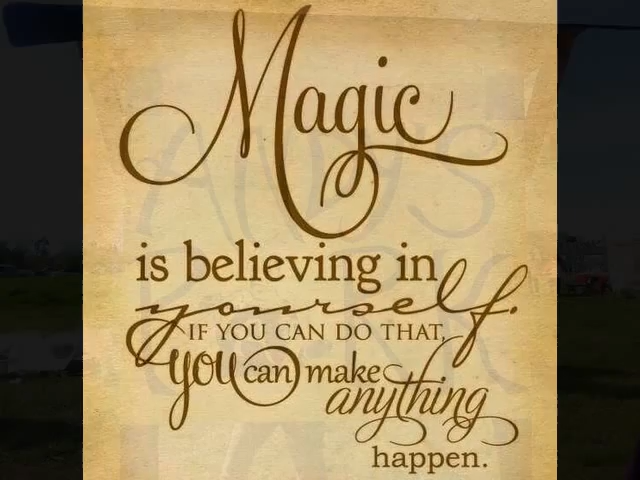 Magic
is believing in
yourself.
IF YOU CAN DO THAT,
you can make
anything
happen.